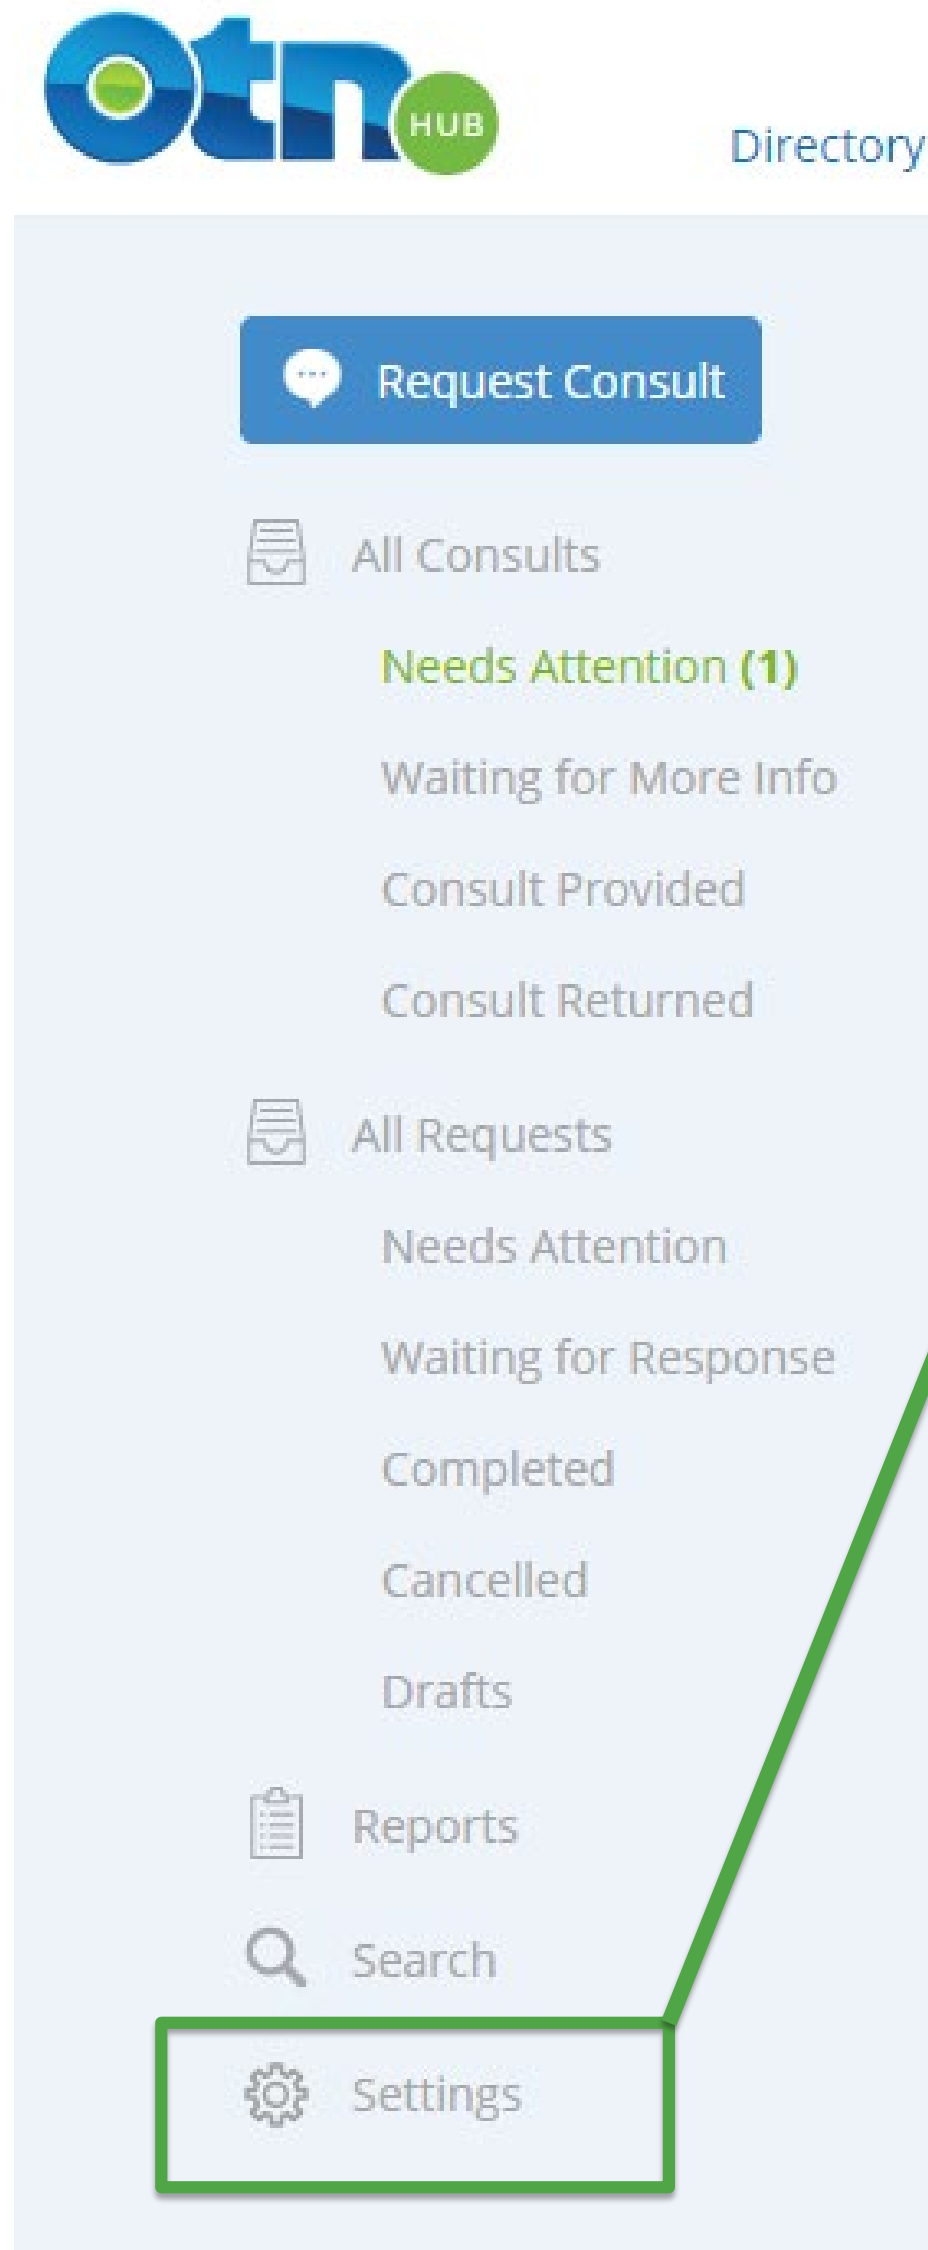 otn HUB
Directory
Request Consult
All Consults
Needs Attention (1)
Waiting for More Info
Consult Provided
Consult Returned
All Requests
Needs Attention
Waiting for Response
Completed
Cancelled
Drafts
Reports
Search
Settings